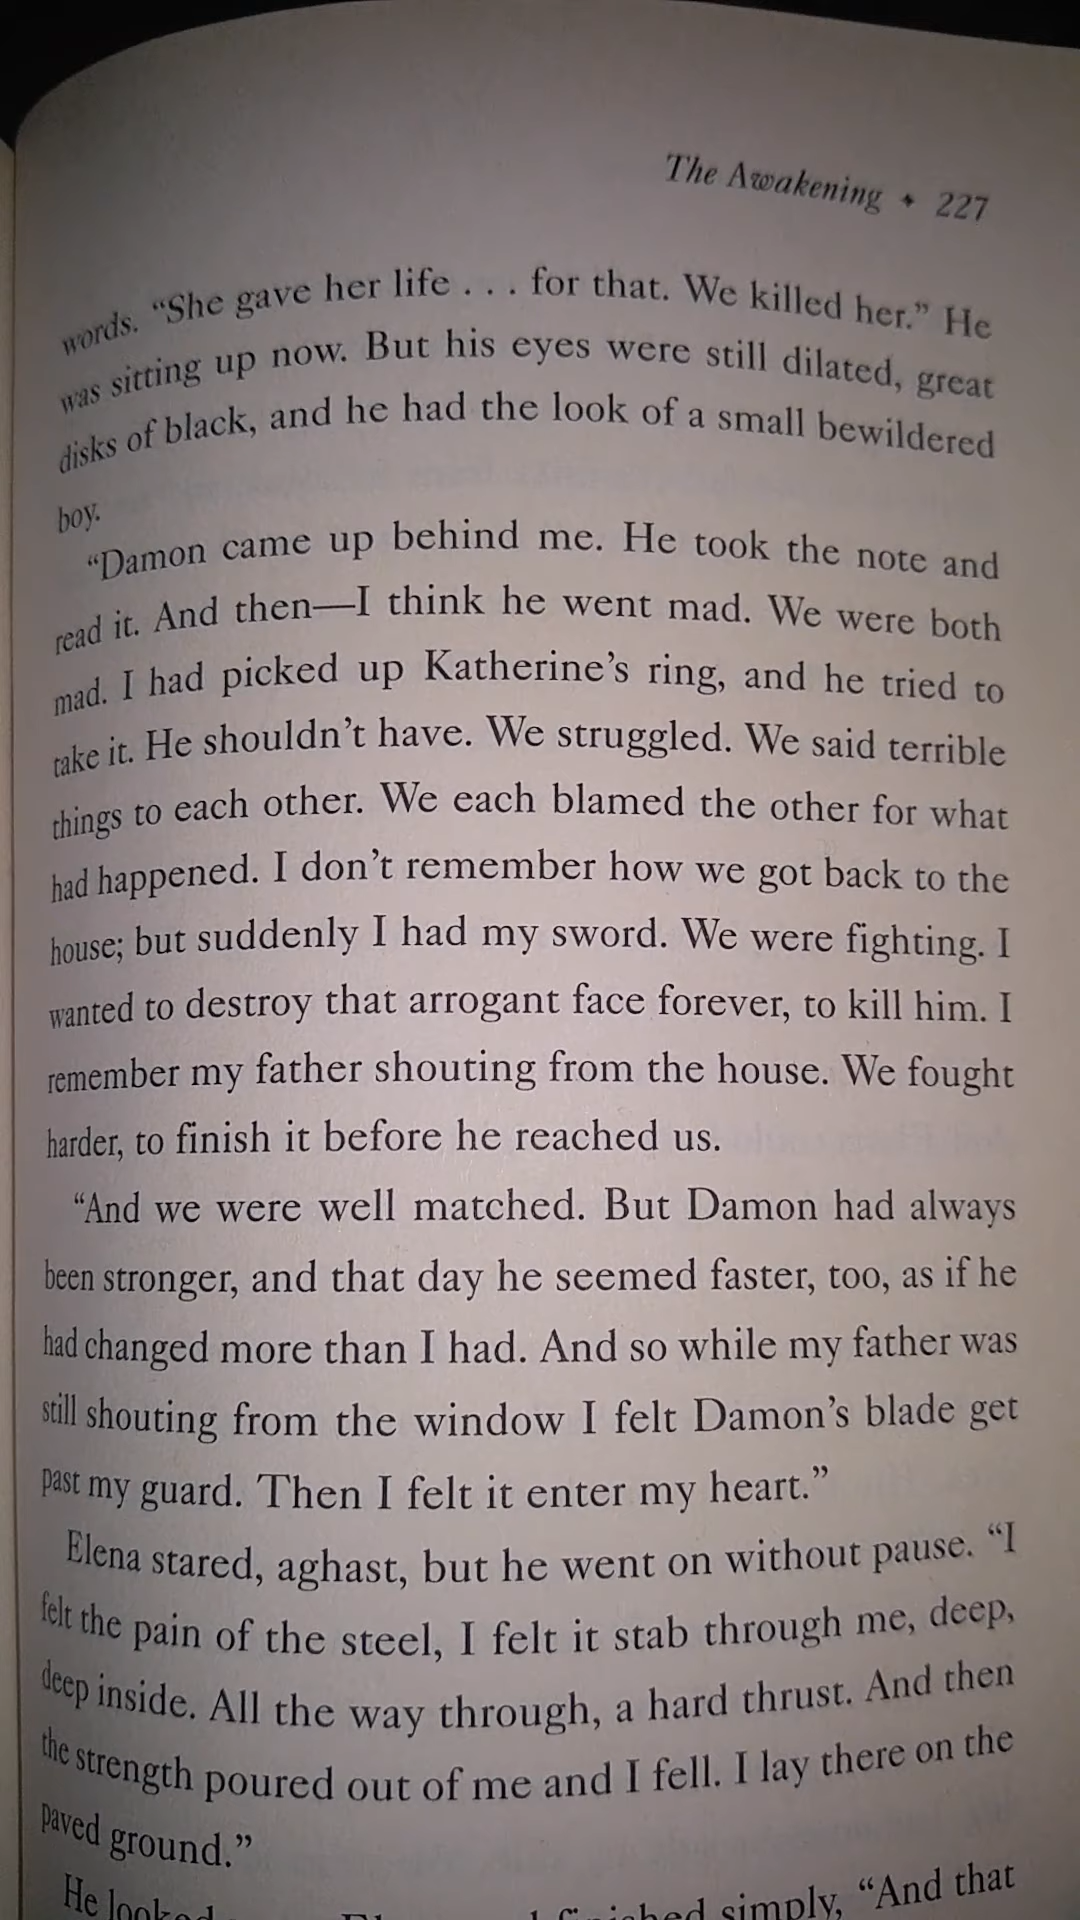 The Awakening ✦ 227
words. “She gave her life . . . for that. We killed her.” He
was sitting up now. But his eyes were still dilated, great
disks of black, and he had the look of a small bewildered
boy.
“Damon came up behind me. He took the note and
read it. And then—I think he went mad. We were both
mad. I had picked up Katherine’s ring, and he tried to
take it. He shouldn’t have. We struggled. We said terrible
things to each other. We each blamed the other for what
had happened. I don’t remember how we got back to the
house; but suddenly I had my sword. We were fighting. I
wanted to destroy that arrogant face forever, to kill him. I
remember my father shouting from the house. We fought
harder, to finish it before he reached us.
“And we were well matched. But Damon had always
been stronger, and that day he seemed faster, too, as if he
had changed more than I had. And so while my father was
still shouting from the window I felt Damon’s blade get
past my guard. Then I felt it enter my heart.”
Elena stared, aghast, but he went on without pause. “I
felt the pain of the steel, I felt it stab through me, deep,
deep inside. All the way through, a hard thrust. And then
the strength poured out of me and I fell. I lay there on the
paved ground.”
He looked finished simply, “And that